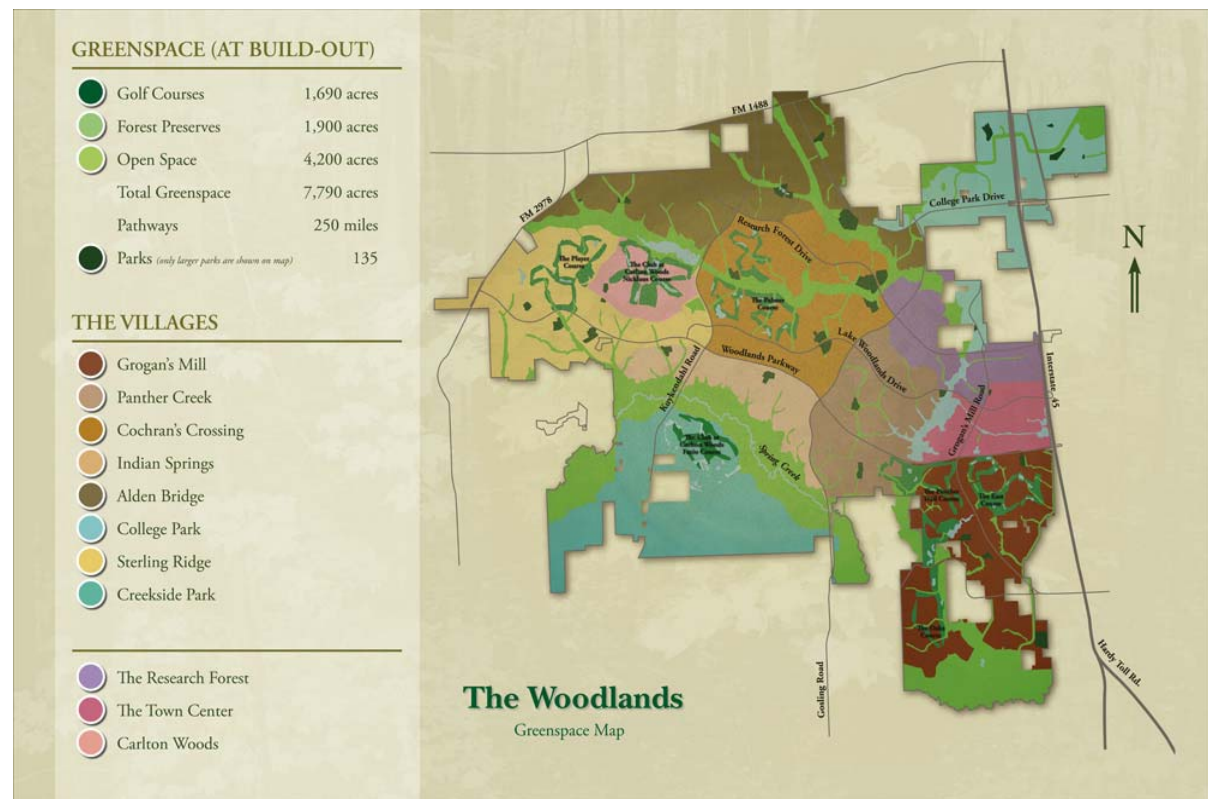 GREENSPACE (AT BUILD-OUT)
Golf Courses 1,690 acres
Forest Preserves 1,900 acres
Open Space 4,200 acres
Total Greenspace 7,790 acres
Pathways 250 miles
Parks (only larger parks are shown on map) 135
THE VILLAGES
Grogan's Mill
Panther Creek
Cochran's Crossing
Indian Springs
Alden Bridge
College Park
Sterling Ridge
Creekside Park
The Research Forest
The Town Center
Carlton Woods
FM 1488
FM 2978
College Park Drive
Research Forest Drive
The Player
Course
The Club at
Carlton Woods
Nicklaus Course
The Palmer
Course
Lake Woodlands Drive
Woodlands Parkway
Kuykendahl Road
Interstate 45
Grogan's Mill Road
The Club at
Carlton Woods
Fazio Course
Spring Creek
The East
Course
Course
Gosling Road
Hardy Toll Rd.
N
The Woodlands
Greenspace Map